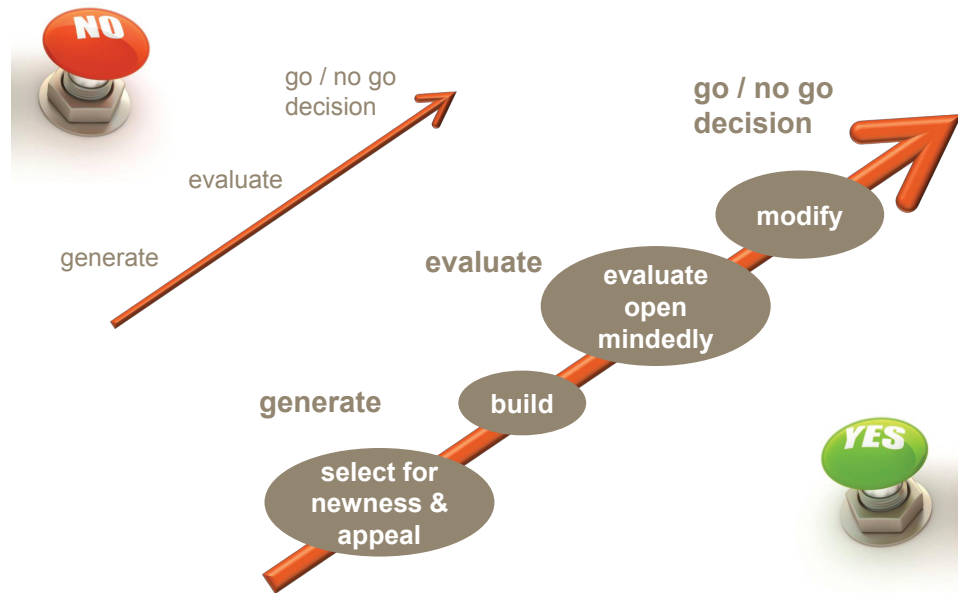 NO
go / no go
decision
evaluate
generate
go / no go
decision
modify
evaluate
evaluate
open
mindedly
generate
build
select for
newness &
appeal
YES